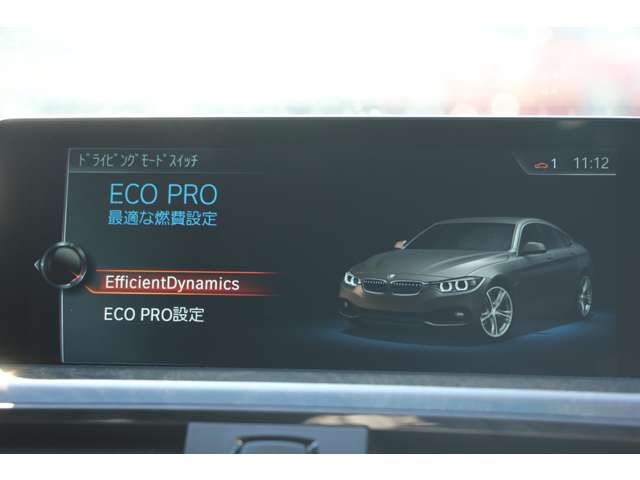 ﾄﾞﾗｲﾋﾞﾝｸﾞﾓｰﾄﾞｽｲｯﾁ
1 11:12
ECO PRO
最適な燃費設定
EfficientDynamics
ECO PRO設定